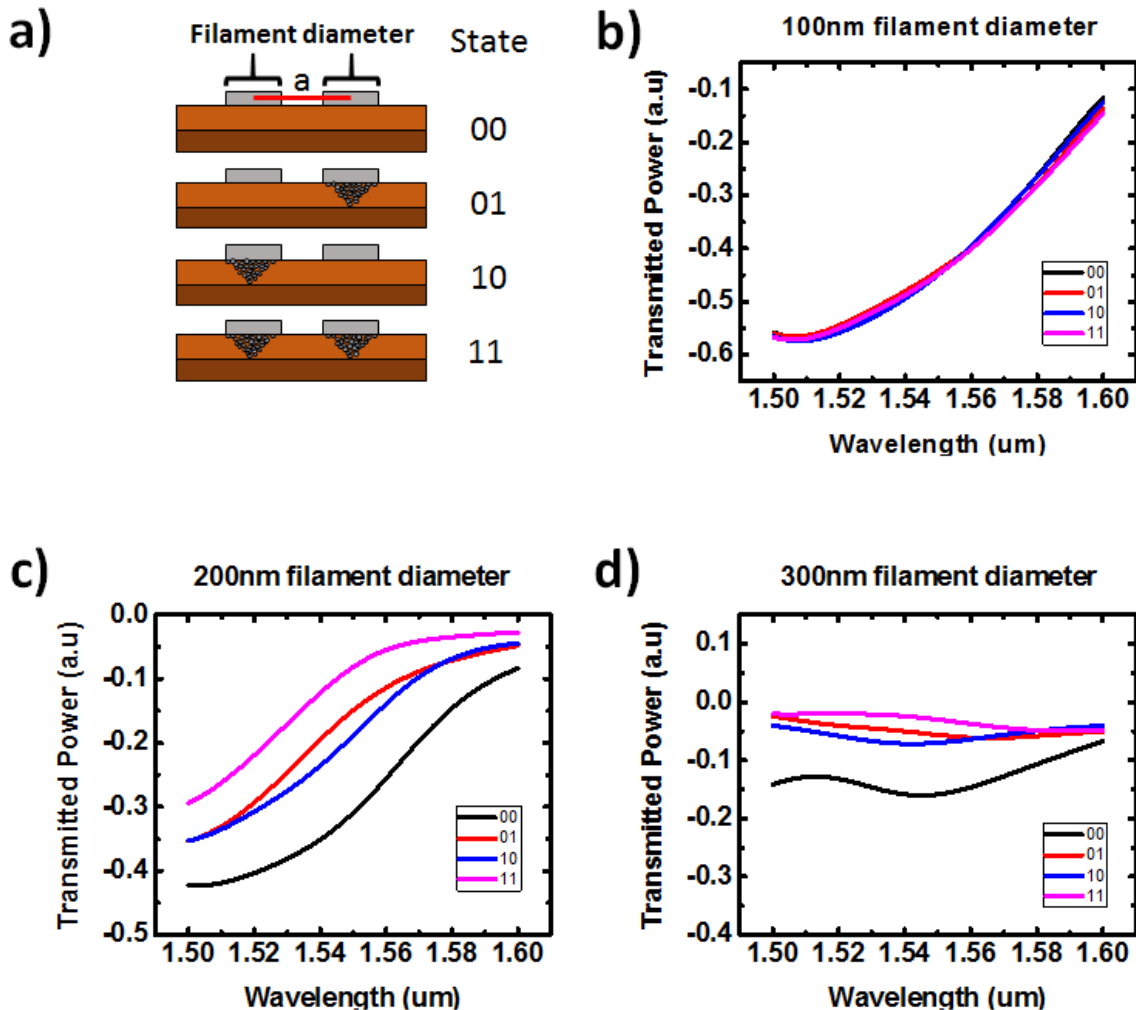 a)
Filament diameter
State
a
00
01
10
11
b)
100nm filament diameter
Transmitted Power (a.u)
-0.1
-0.2
-0.3
-0.4
-0.5
-0.6
00
01
10
11
1.50 1.52 1.54 1.56 1.58 1.60
Wavelength (um)
c)
200nm filament diameter
Transmitted Power (a.u)
0.0
-0.1
-0.2
-0.3
-0.4
-0.5
00
01
10
11
1.50 1.52 1.54 1.56 1.58 1.60
Wavelength (um)
d)
300nm filament diameter
Transmitted Power (a.u)
0.1
0.0
-0.1
-0.2
-0.3
-0.4
00
01
10
11
1.50 1.52 1.54 1.56 1.58 1.60
Wavelength (um)